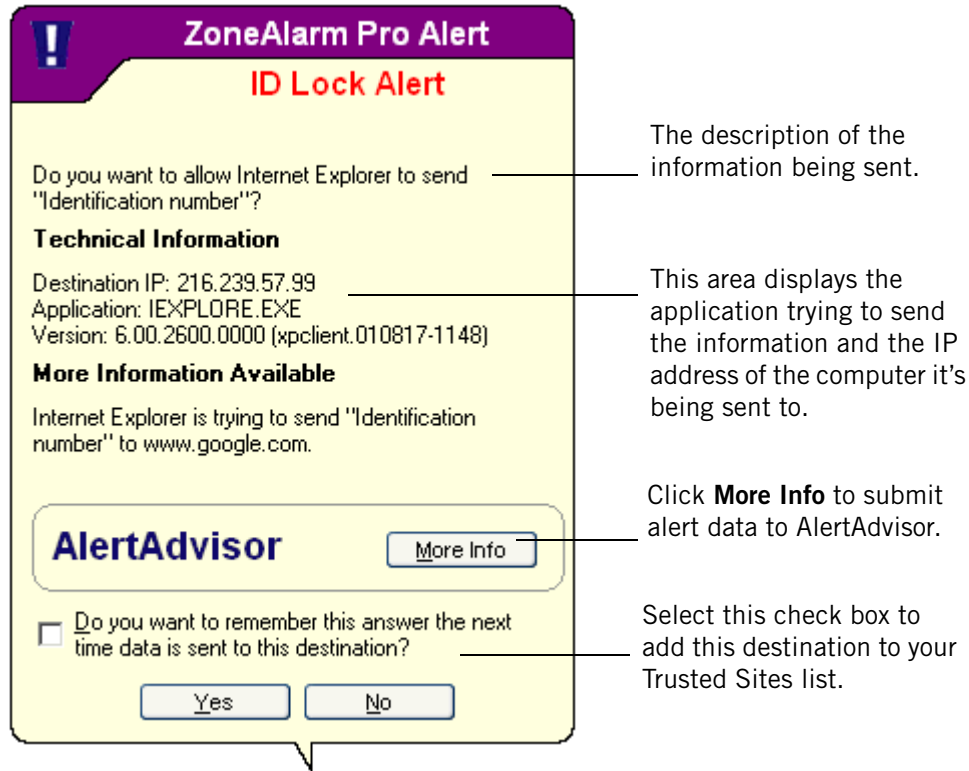 ZoneAlarm Pro Alert
ID Lock Alert
Do you want to allow Internet Explorer to send
"Identification number"?
Technical Information
Destination IP: 216.239.57.99
Application: IEXPLORE.EXE
Version: 6.00.2600.0000 (xpclient.010817-1148)
More Information Available
Internet Explorer is trying to send "Identification
number" to www.google.com.
AlertAdvisor
More Info
Do you want to remember this answer the next
time data is sent to this destination?
Yes
No
The description of the
information being sent.
This area displays the
application trying to send
the information and the IP
address of the computer it's
being sent to.
Click More Info to submit
alert data to AlertAdvisor.
Select this check box to
add this destination to your
Trusted Sites list.